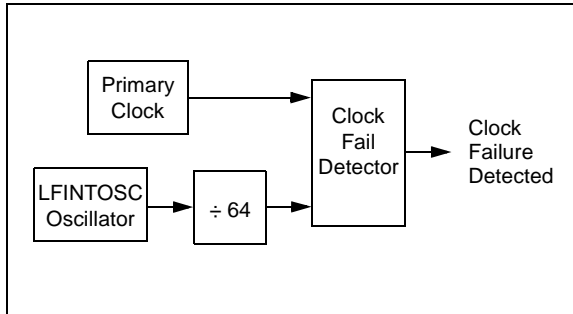 Primary
Clock
LFINTOSC
Oscillator
÷ 64
Clock
Fail
Detector
Clock
Failure
Detected